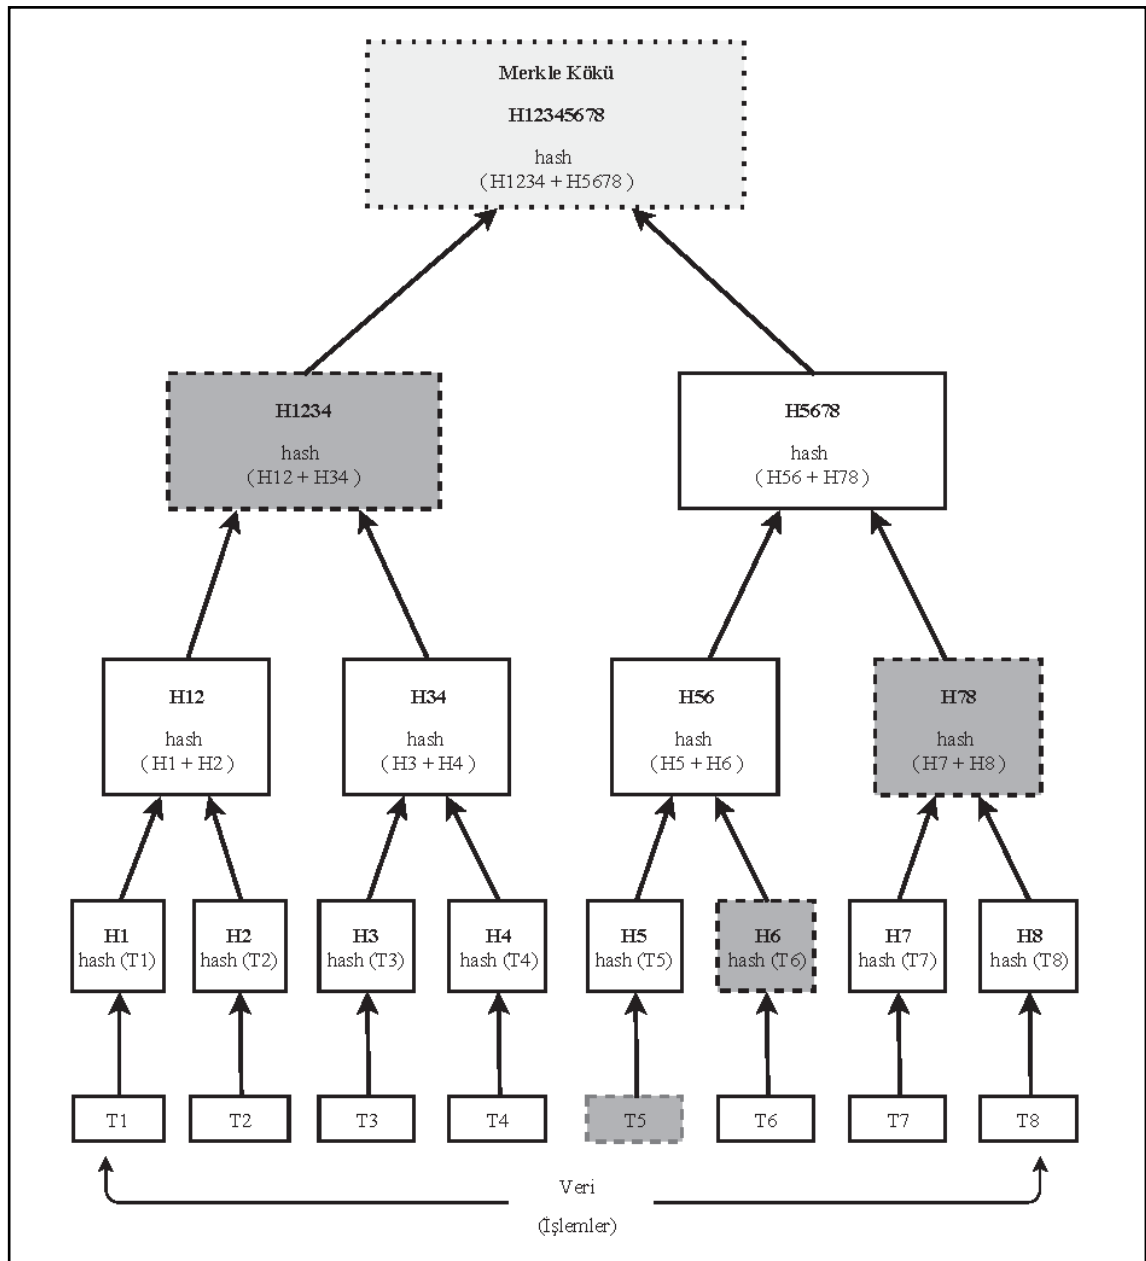 Merkle Kökü
H12345678
hash
( H1234 + H5678 )
H1234
hash
( H12 + H34 )
H5678
hash
( H56 + H78 )
H12
hash
( H1 + H2 )
H34
hash
( H3 + H4 )
H56
hash
( H5 + H6 )
H78
hash
( H7 + H8 )
H1
hash (T1)
H2
hash (T2)
H3
hash (T3)
H4
hash (T4)
H5
hash (T5)
H6
hash (T6)
H7
hash (T7)
H8
hash (T8)
T1
T2
T3
T4
T5
T6
T7
T8
Veri
(İşlemler)